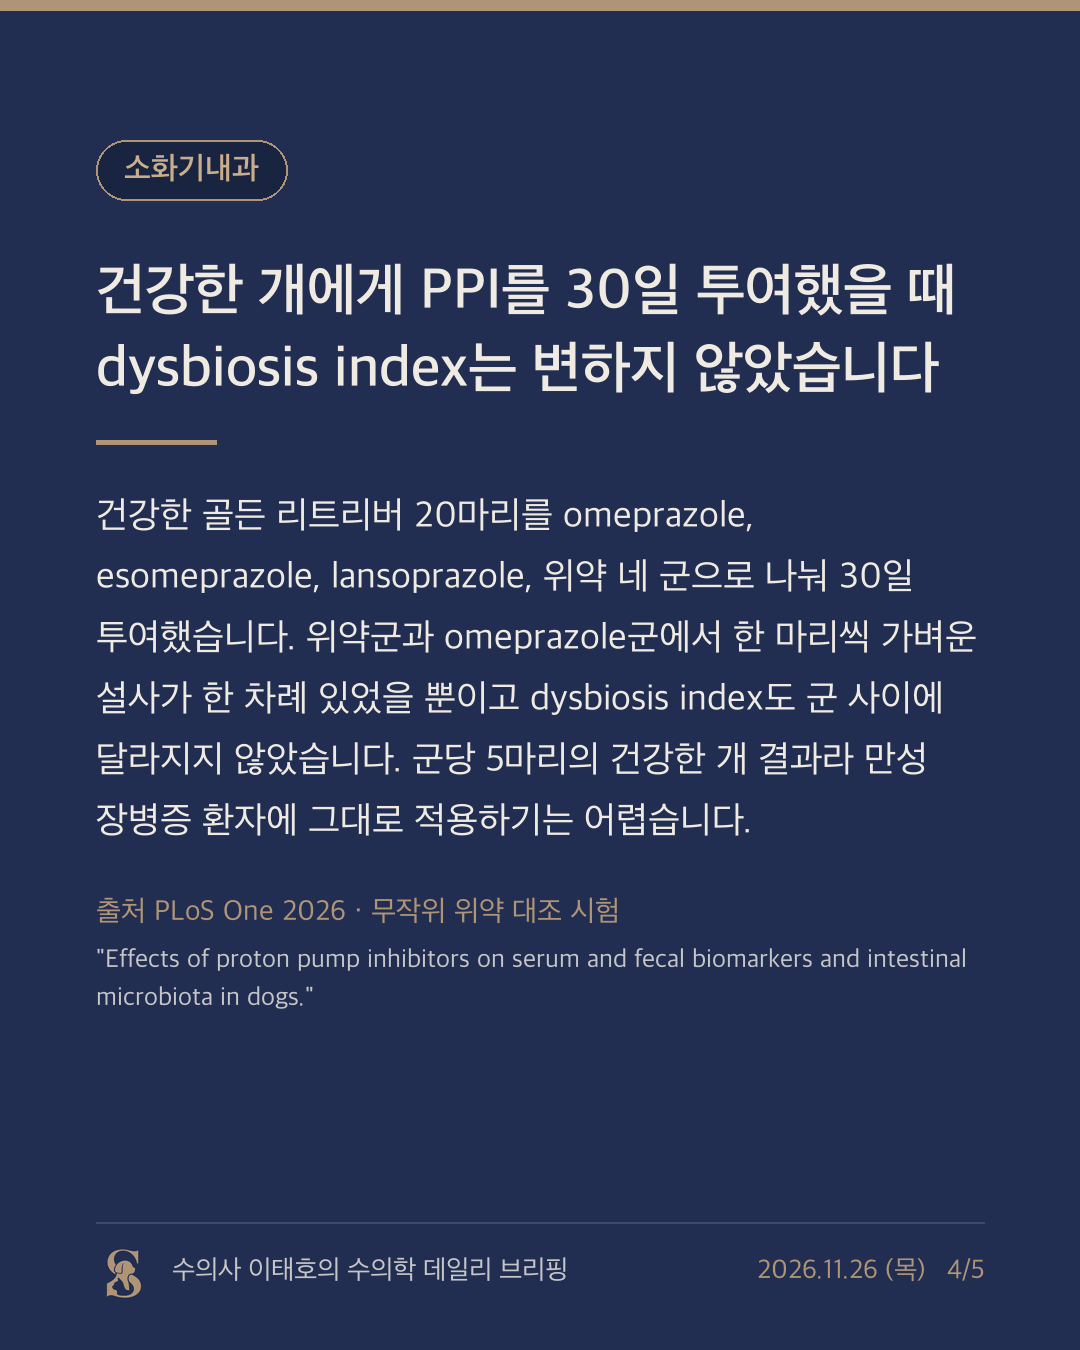 소화기내과
건강한 개에게 PPI를 30일 투여했을 때
dysbiosis index는 변하지 않았습니다
건강한 골든 리트리버 20마리를 omeprazole,
esomeprazole, lansoprazole, 위약 네 군으로 나눠 30일
투여했습니다. 위약군과 omeprazole군에서 한 마리씩 가벼운
설사가 한 차례 있었을 뿐이고 dysbiosis index도 군 사이에
달라지지 않았습니다. 군당 5마리의 건강한 개 결과라 만성
장병증 환자에 그대로 적용하기는 어렵습니다.
출처 PLoS One 2026 · 무작위 위약 대조 시험
"Effects of proton pump inhibitors on serum and fecal biomarkers and intestinal
microbiota in dogs."
수의사 이태호의 수의학 데일리 브리핑
2026.11.26 (목) 4/5